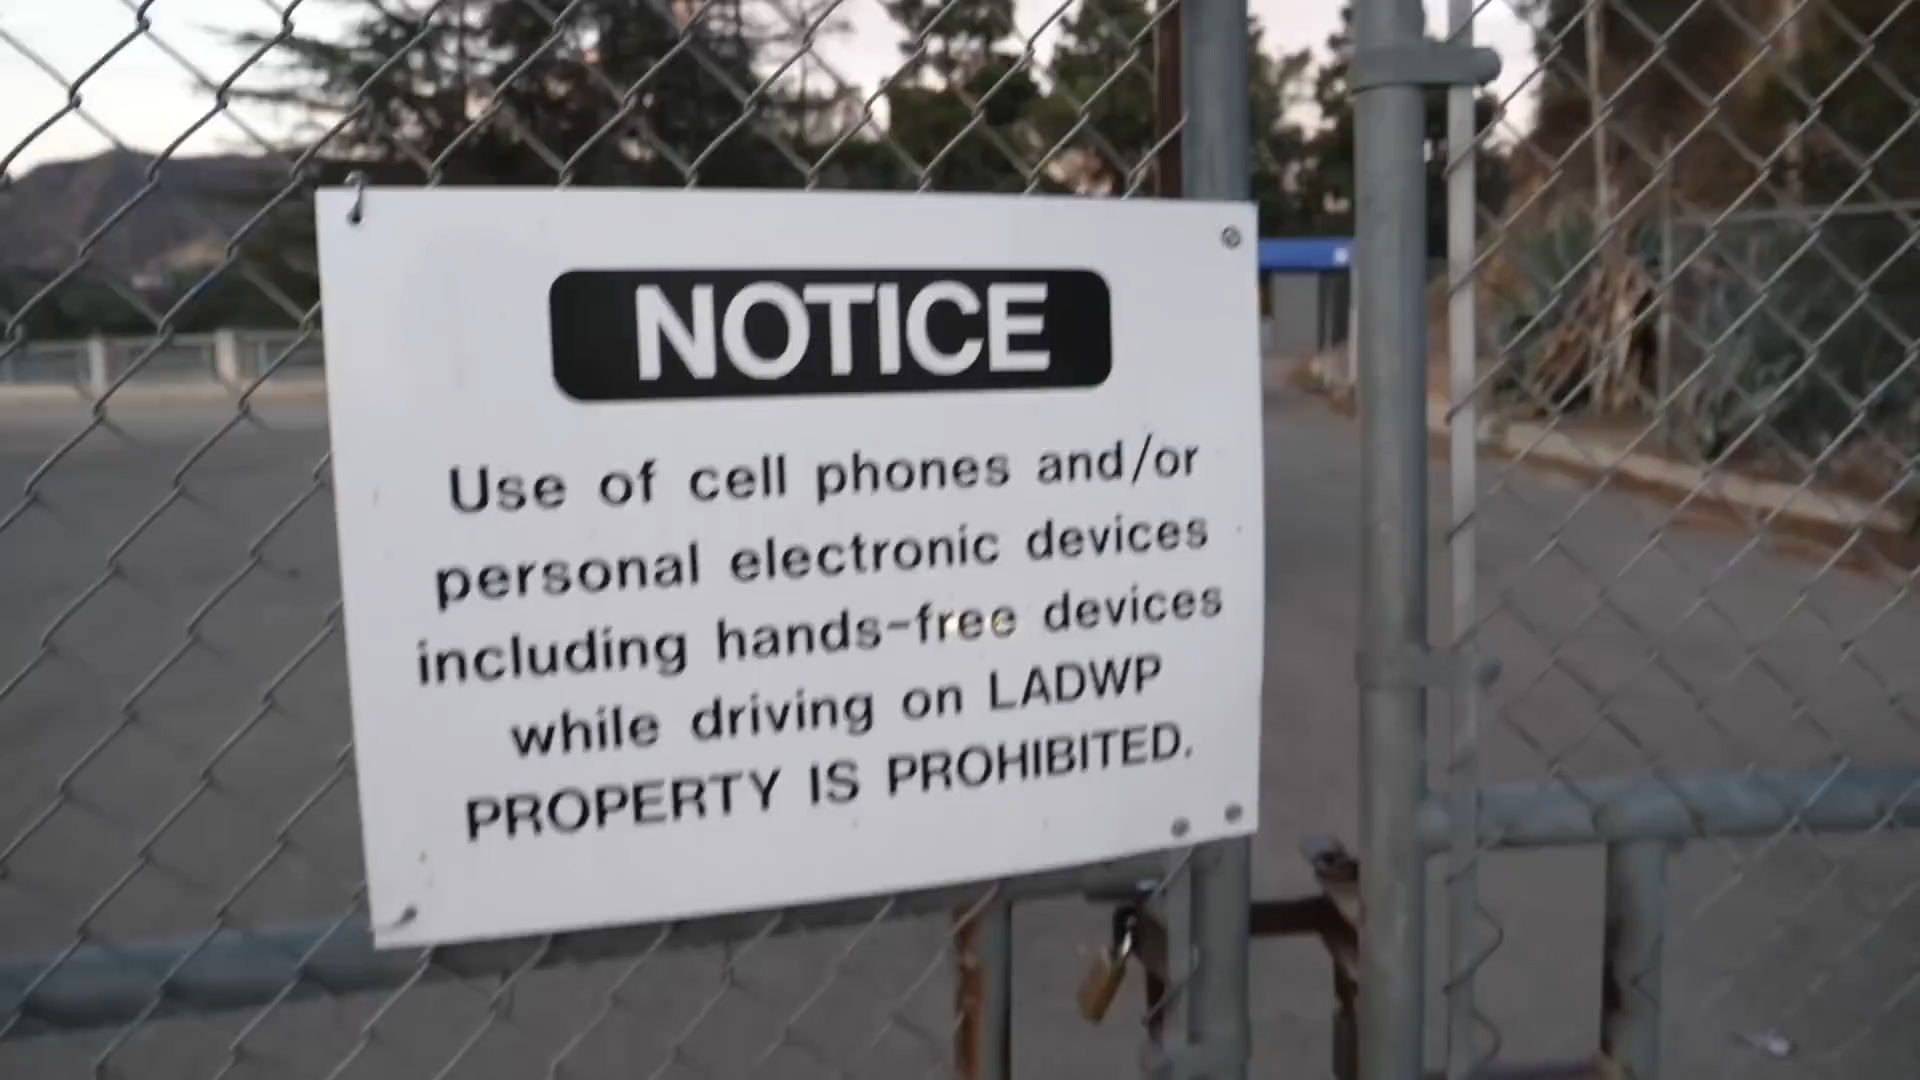 NOTICE
Use of cell phones and/or
personal electronic devices
including hands-free devices
while driving on LADWP
PROPERTY IS PROHIBITED.